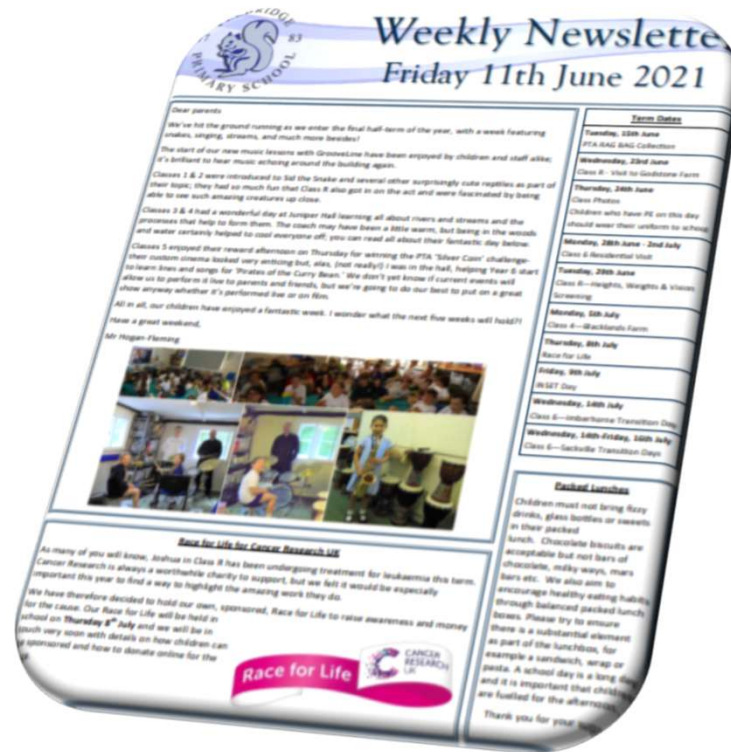 83
PRIMARY SCHOOL
Weekly Newslette
Friday 11th June 2021
Dear parents
We've hit the ground running as we enter the final half-term of the year, with a week featuring
snakes, singing, streams, and much more besides!
The start of our new music lessons with GrooveLine have been enjoyed by children and staff alike;
it's brilliant to hear music echoing around the building again.
Classes 1 & 2 were introduced to Sid the Snake and several other surprisingly cute reptiles as part of
their topic; they had so much fun that Class R also got in on the act and were fascinated by being
able to see such amazing creatures up close.
Classes 3 & 4 had a wonderful day at Juniper Hall learning all about rivers and streams and the
processes that help to form them. The coach may have been a little warm, but being in the woods
and water certainly helped to cool everyone off; you can read all about their fantastic day below.
Classes 5 enjoyed their reward afternoon on Thursday for winning the PTA 'Silver Coin' challenge-
their custom cinema looked very enticing but, alas, (not really!) I was in the hall, helping Year 6 start
to learn lines and songs for 'Pirates of the Curry Bean.' We don't yet know if current events will
allow us to perform it live to parents and friends, but we're going to do our best to put on a great
show anyway whether it's performed live or on film.
All in all, our children have enjoyed a fantastic week. I wonder what the next five weeks will hold?!
Have a great weekend,
Mr Hogan-Fleming
Term Dates
Tuesday, 15th June
PTA RAG BAG Collection
Wednesday, 23rd June
Class R - Visit to Godstone Farm
Thursday, 24th June
Class Photos
Children who have PE on this day
should wear their uniform to school
Monday, 28th June - 2nd July
Class 6 Residential Visit
Tuesday, 29th June
Class R—Heights, Weights & Vision
Screening
Monday, 5th July
Class 4—Blacklands Farm
Thursday, 8th July
Race for Life
Friday, 9th July
INSET Day
Wednesday, 14th July
Class 6—Imberhorne Transition Day
Wednesday, 14th-Friday, 16th July
Class 6—Sackville Transition Days
Packed Lunches
Children must not bring fizzy
drinks, glass bottles or sweets
in their packed
lunch. Chocolate biscuits are
acceptable but not bars of
chocolate, milky ways, mars
bars etc. We also aim to
encourage healthy eating habits
through balanced packed lunch
boxes. Please try to ensure
there is a substantial element
as part of the lunchbox, for
example a sandwich, wrap or
pasta. A school day is a long day
and it is important that children
are fuelled for the afternoon.
Thank you for your
Race for Life for Cancer Research UK
As many of you will know, Joshua in Class R has been undergoing treatment for leukaemia this term.
Cancer Research is always a worthwhile charity to support, but we felt it would be especially
important this year to find a way to highlight the amazing work they do.
We have therefore decided to hold our own, sponsored, Race for Life to raise awareness and money
for the cause. Our Race for Life will be held in
school on Thursday 8th July and we will be in
touch very soon with details on how children can
sponsored and how to donate online for the
Race for Life
CANCER
RESEARCH
UK